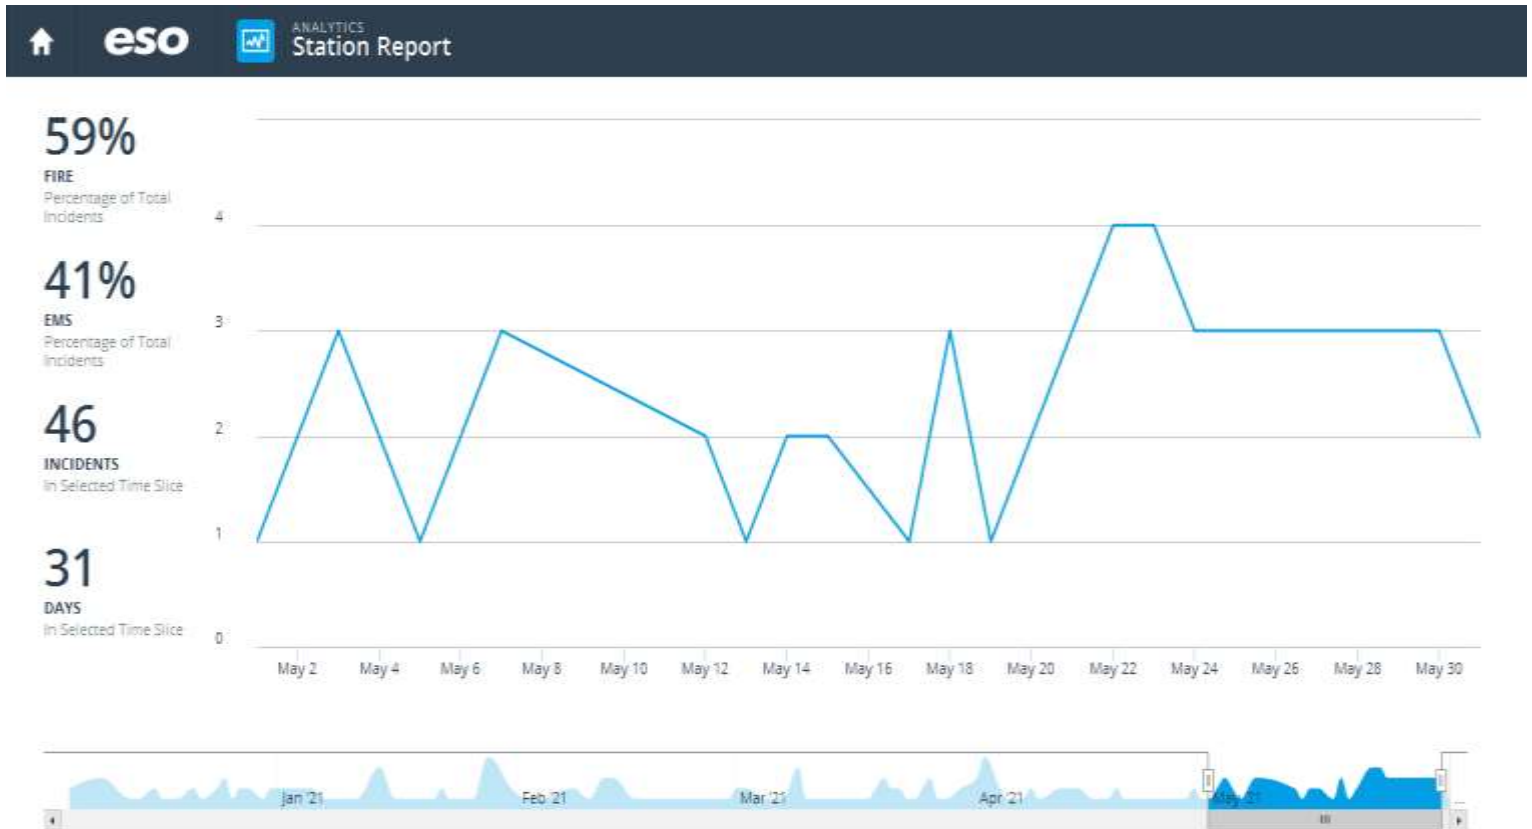 eso
ANALYTICS
Station Report
59%
FIRE
Percentage of Total
Incidents
41%
EMS
Percentage of Total
Incidents
46
INCIDENTS
In Selected Time Slice
31
DAYS
In Selected Time Slice
4
3
2
1
0
May 2 May 4 May 6 May 8 May 10 May 12 May 14 May 16 May 18 May 20 May 22 May 24 May 26 May 28 May 30
Jan '21 Feb '21 Mar '21 Apr '21 May '21 ...